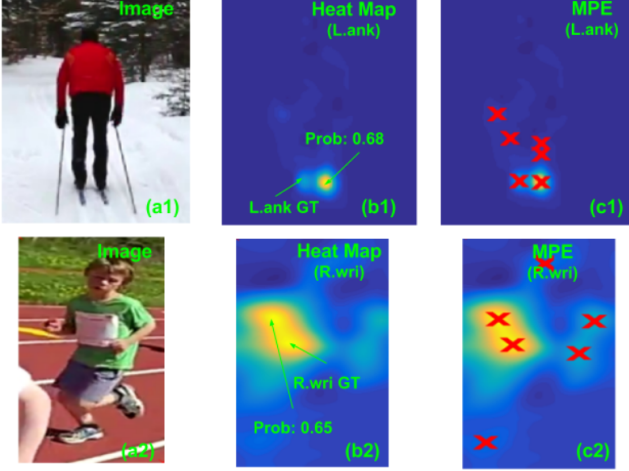 Image
(a1)
Heat Map
(L.ank)
Prob: 0.68
L.ank GT
(b1)
MPE
(L.ank)
(c1)
Image
(a2)
Heat Map
(R.wri)
R.wri GT
Prob: 0.65
(b2)
MPE
(R.wri)
(c2)